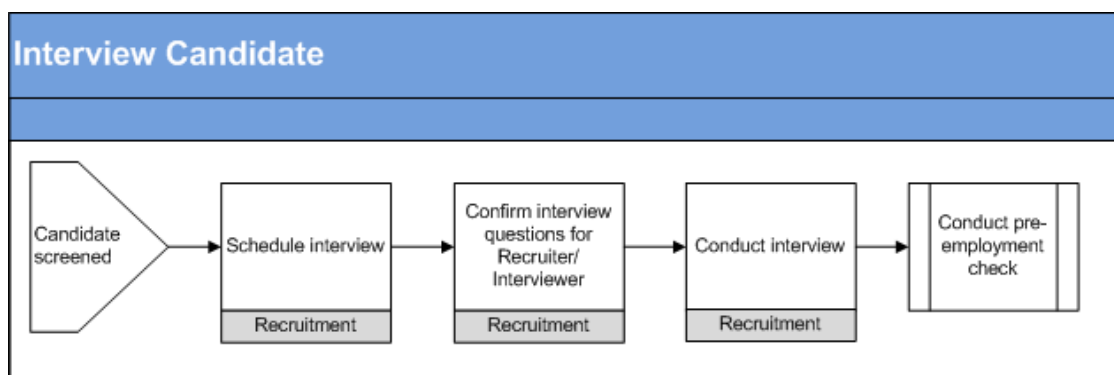 Interview Candidate
Candidate
screened
Schedule interview
Recruitment
Confirm interview
questions for
Recruiter/
Interviewer
Recruitment
Conduct interview
Recruitment
Conduct pre-
employment
check